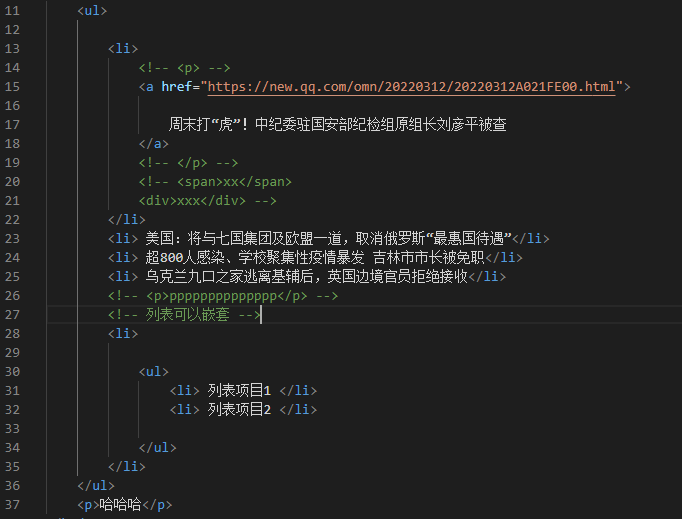 11 <ul>
12
13 <li>
14 <!-- <p> -->
15 <a href="https://new.qq.com/omn/20220312/20220312A021FE00.html">
16
17 周末打“虎”！中纪委驻国安部纪检组原组长刘彦平被查
18 </a>
19 <!-- </p> -->
20 <!-- <span>xx</span>
21 <div>xxx</div> -->
22 </li>
23 <li> 美国：将与七国集团及欧盟一道，取消俄罗斯“最惠国待遇”</li>
24 <li> 超800人感染、学校聚集性疫情暴发 吉林市市长被免职</li>
25 <li> 乌克兰九口之家逃离基辅后，英国边境官员拒绝接收</li>
26 <!-- <p>pppppppppppppp</p> -->
27 <!-- 列表可以嵌套 -->
28 <li>
29
30 <ul>
31 <li> 列表项目1 </li>
32 <li> 列表项目2 </li>
33
34 </ul>
35 </li>
36 </ul>
37 <p>哈哈哈</p>